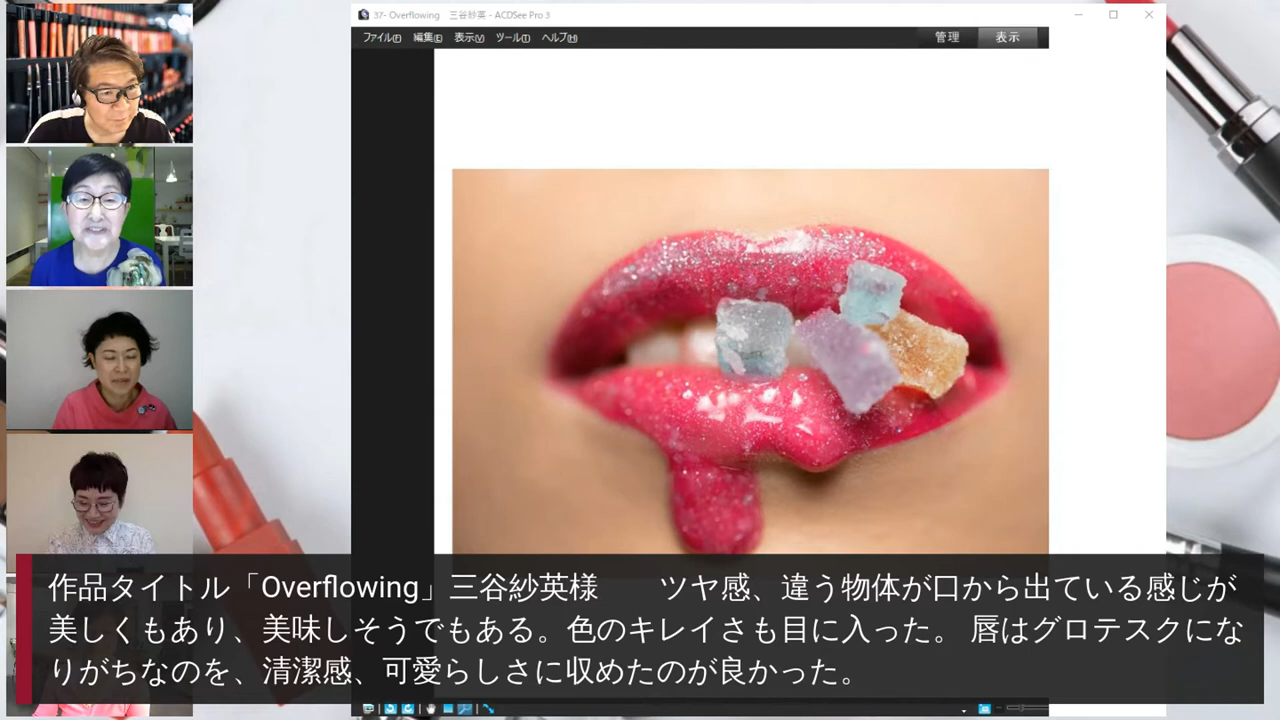 37- Overflowing 三谷紗英 - ACDSee Pro 3
ファイル(F) 編集(E) 表示(V) ツール(T) ヘルプ(H) 管理 表示
作品タイトル「Overflowing」三谷紗英様 ツヤ感、違う物体が口から出ている感じが
美しくもあり、美味しそうでもある。色のキレイさも目に入った。 唇はグロテスクにな
りがちなのを、清潔感、可愛らしさに収めたのが良かった。